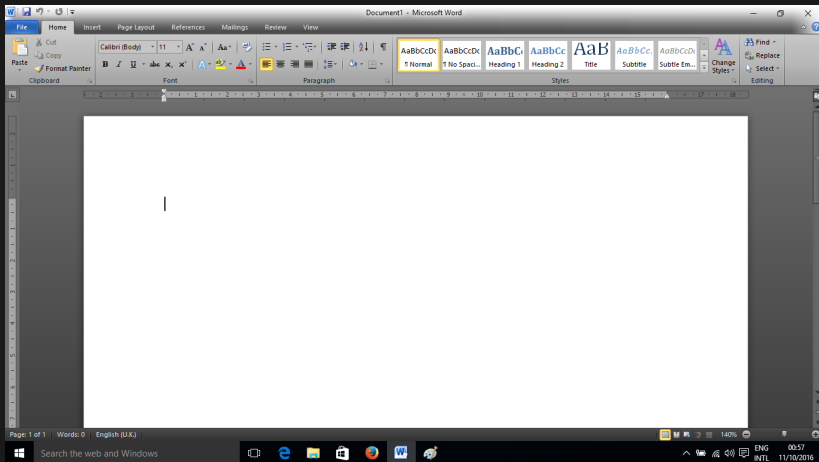 Document1 - Microsoft Word
File Home Insert Page Layout References Mailings Review View
Paste
Cut
Copy
Format Painter
Clipboard
Calibri (Body) 11
Font
Paragraph
AaBbCcDc AaBbCcDc AaBbC AaBbCc AaB AaBbCc. AaBbCcDc
¶ Normal ¶ No Spaci... Heading 1 Heading 2 Title Subtitle Subtle Em...
Styles
Change Styles
Find
Replace
Select
Editing
Page: 1 of 1 Words: 0 English (U.K.) 140%
Search the web and Windows
ENG
INTL
00:57
11/10/2016